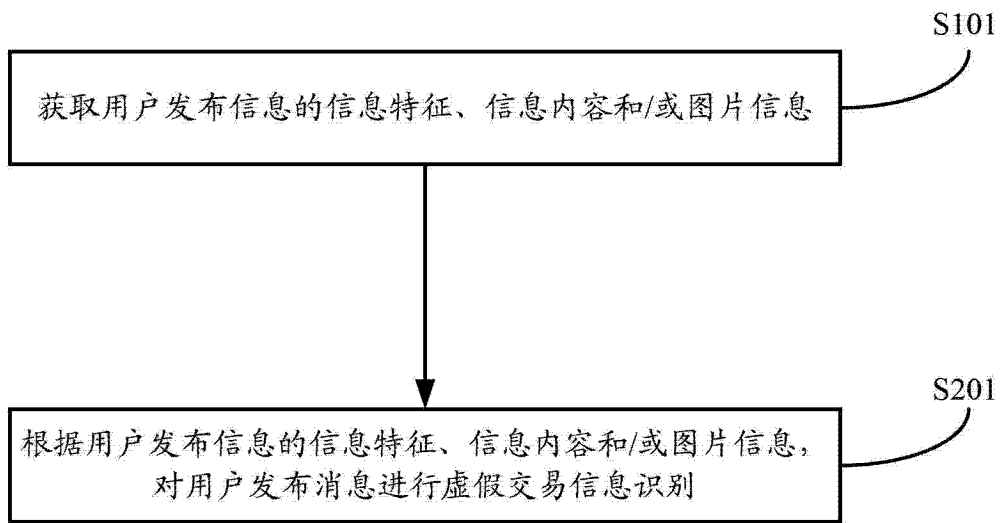 S101
获取用户发布信息的信息特征、信息内容和/或图片信息
S201
根据用户发布信息的信息特征、信息内容和/或图片信息,
对用户发布消息进行虚假交易信息识别